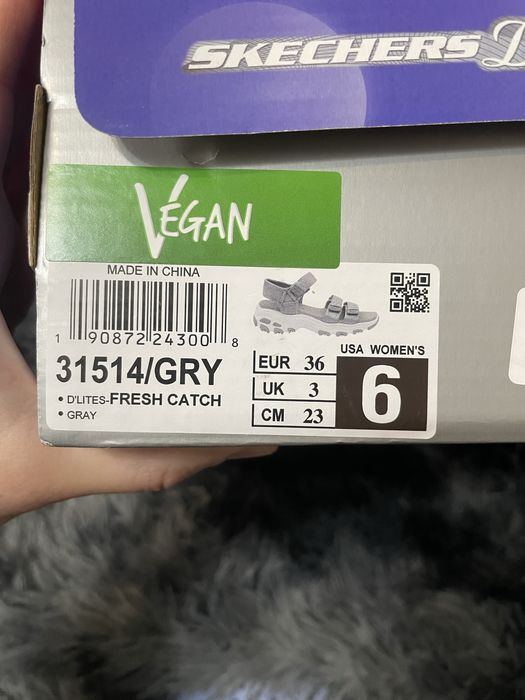 SKECHERS D
VEGAN
MADE IN CHINA
1 90872 24300 8
31514/GRY
• D'LITES-FRESH CATCH
• GRAY
EUR 36
UK 3
CM 23
USA WOMEN'S
6